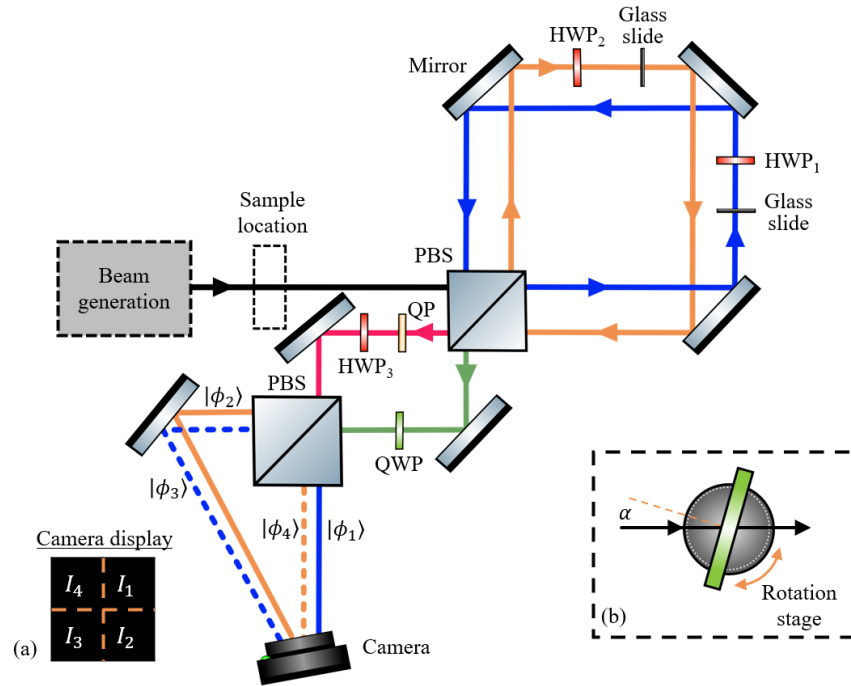 Glass
slide
HWP₂
Mirror
HWP₁
Glass
slide
Sample
location
PBS
Beam
generation
QP
HWP₃
PBS
|ϕ₂⟩
QWP
|ϕ₃⟩
|ϕ₄⟩
|ϕ₁⟩
Camera display
I₄ I₁
I₃ I₂
(a)
Camera
α
Rotation
stage
(b)